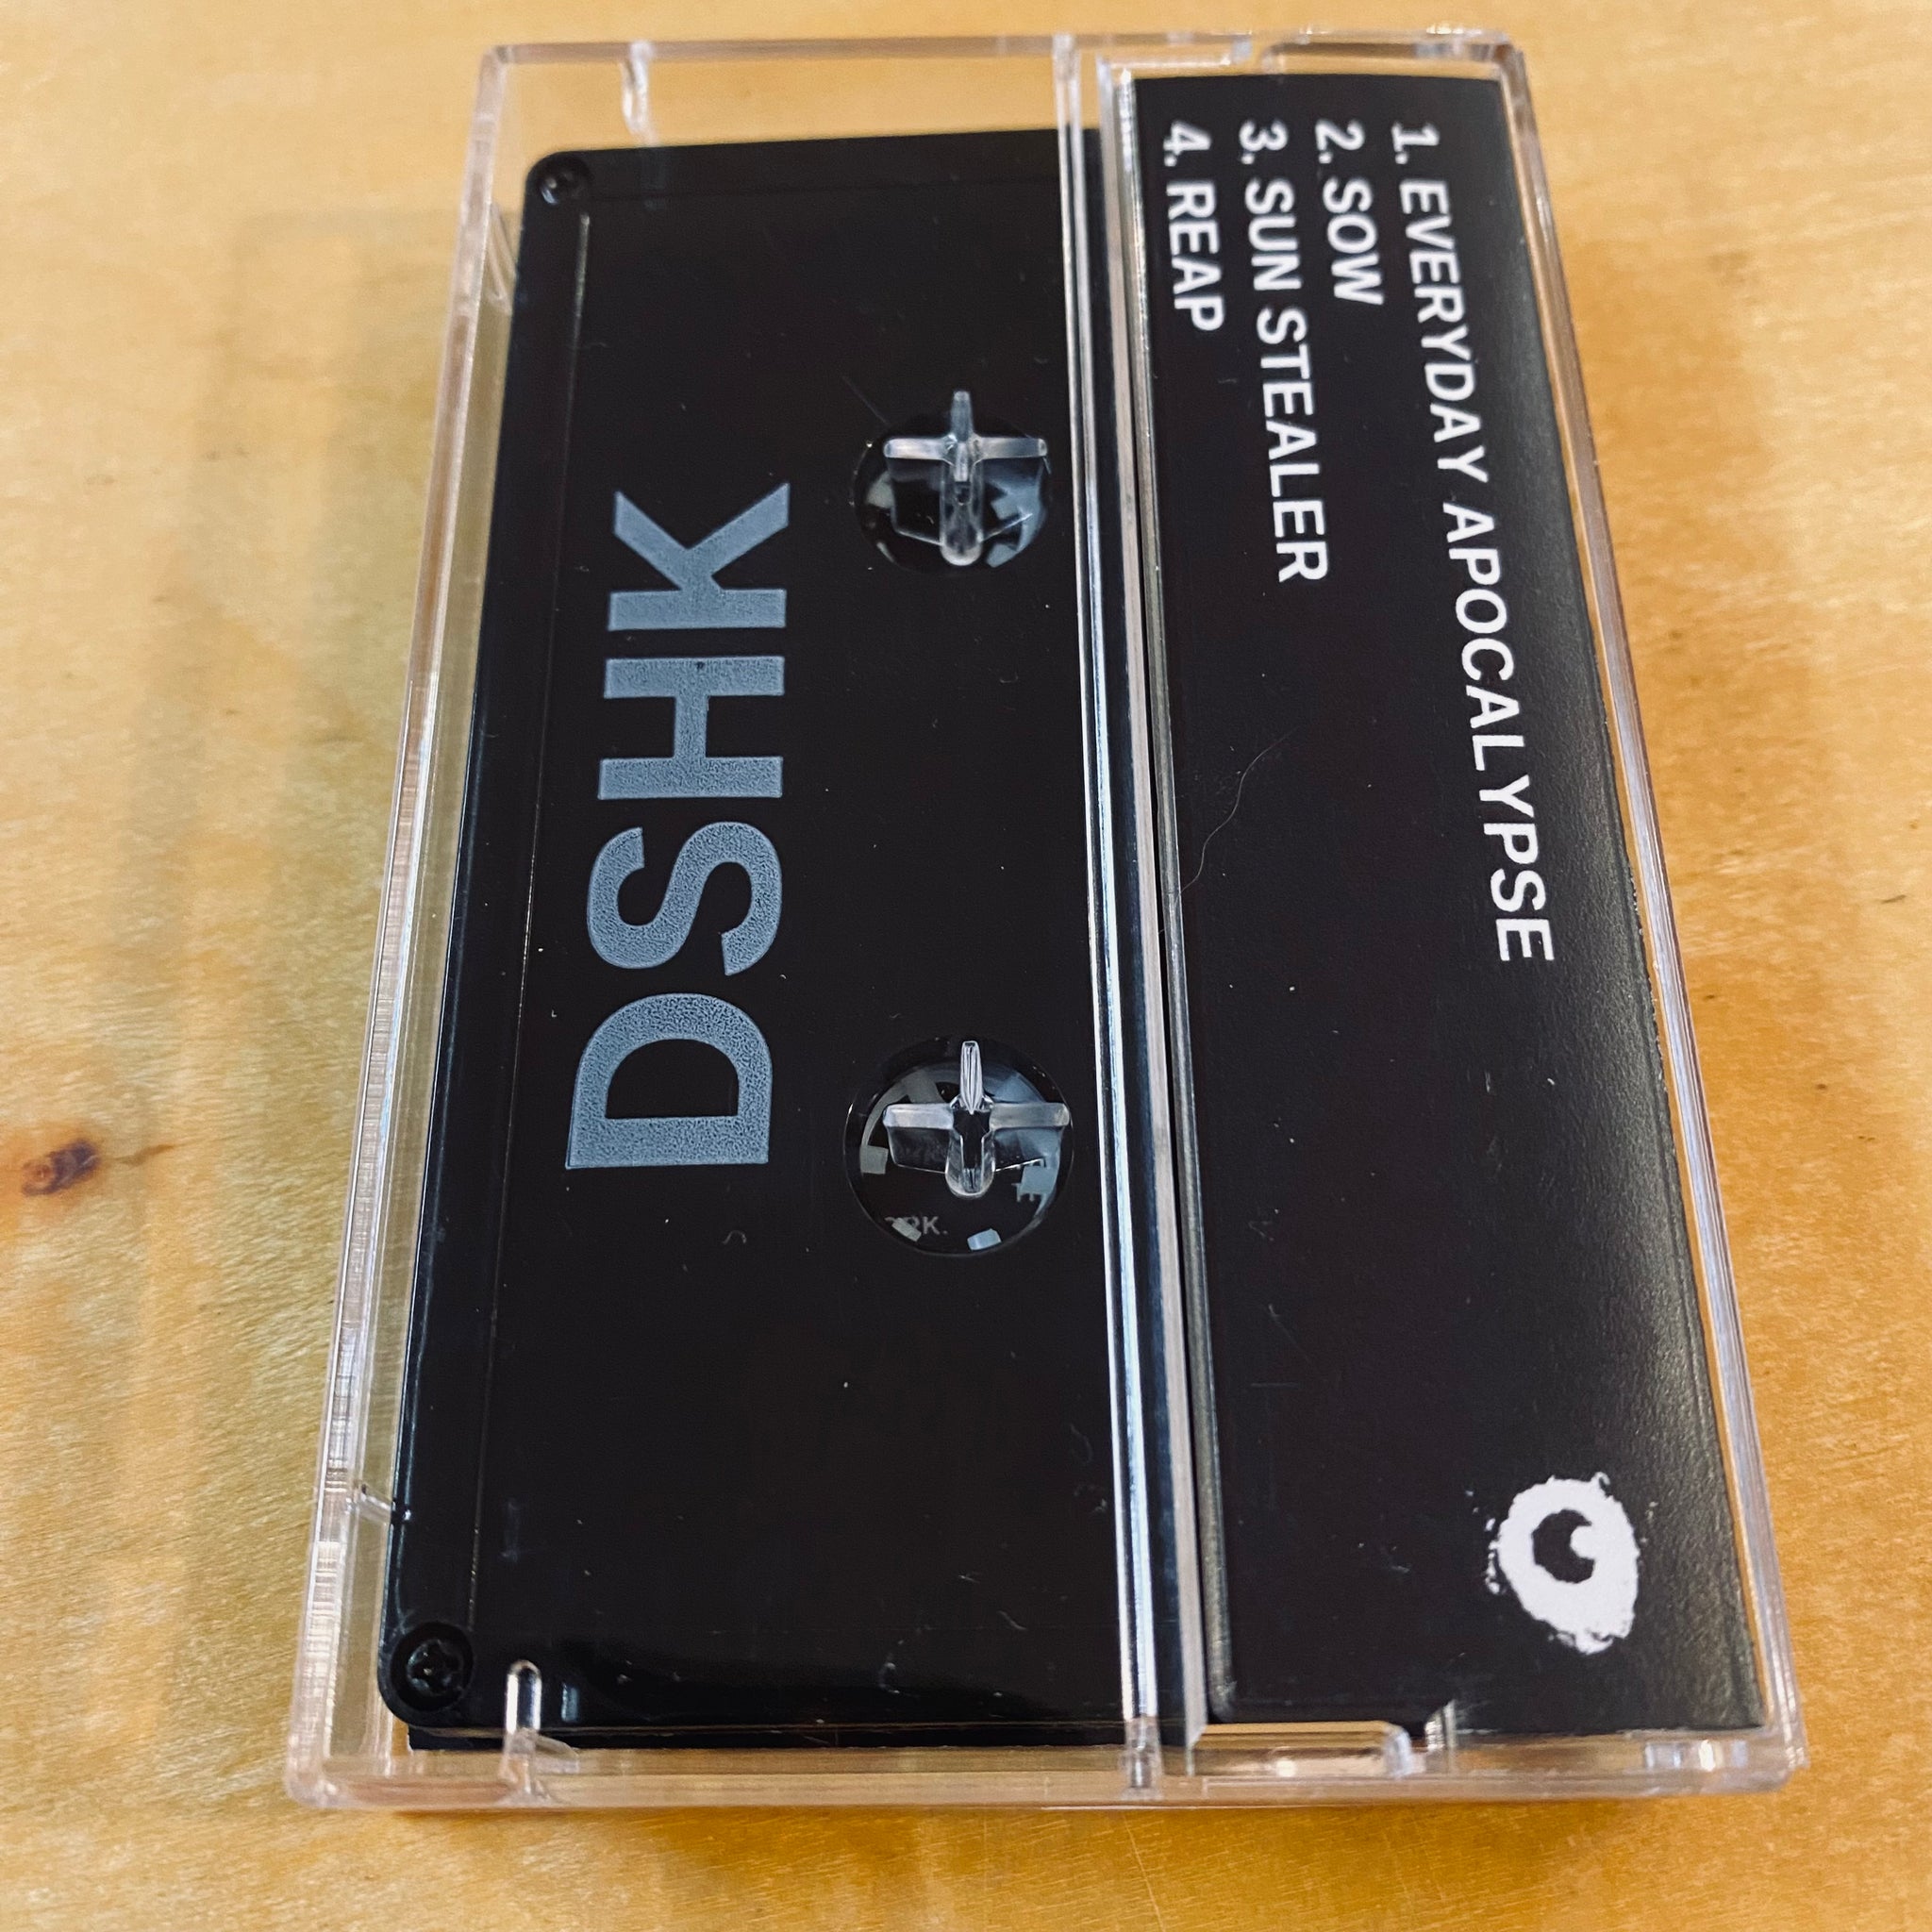 DSHK
1. EVERYDAY APOCALYPSE
2. SOW
3. SUN STEALER
4. REAP